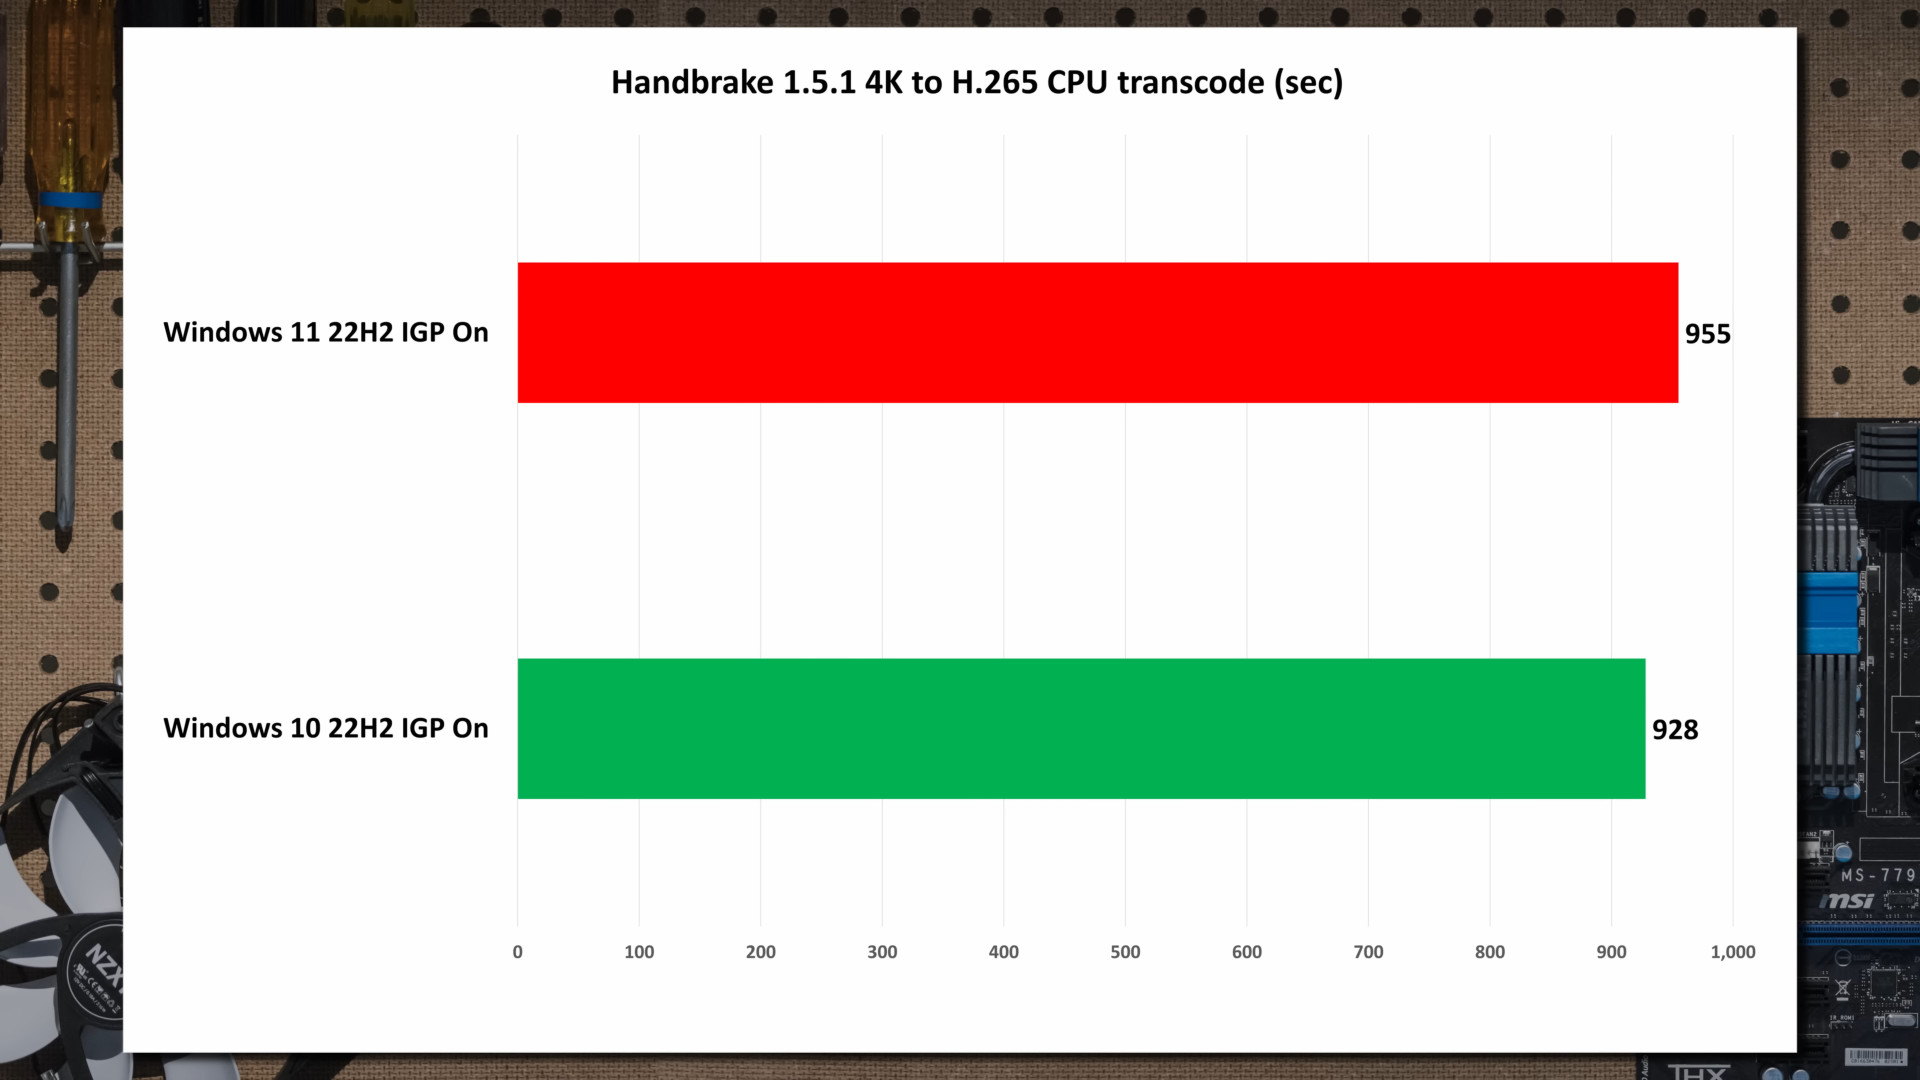 Handbrake 1.5.1 4K to H.265 CPU transcode (sec)
Windows 11 22H2 IGP On
955
Windows 10 22H2 IGP On
928
0 100 200 300 400 500 600 700 800 900 1,000
MS-779
msi
NZX
THX